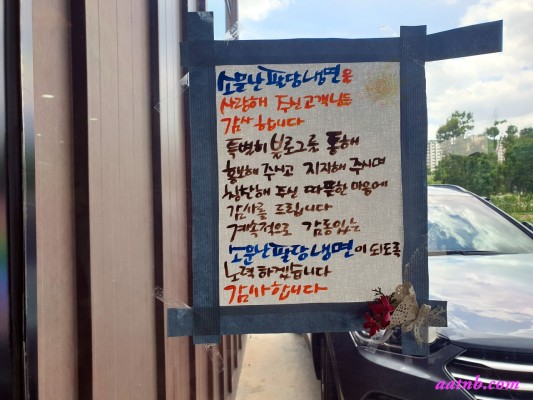 소문난 팔당냉면을
사랑해 주신 고객님들
감사합니다
특별히 블로그를 통해
홍보해 주시고 지지해 주시며
칭찬해 주신 따뜻한 마음에
감사를 드립니다
계속적으로 감동있는
소문난팔당냉면이 되도록
노력하겠습니다
감사합니다
aatnb.com